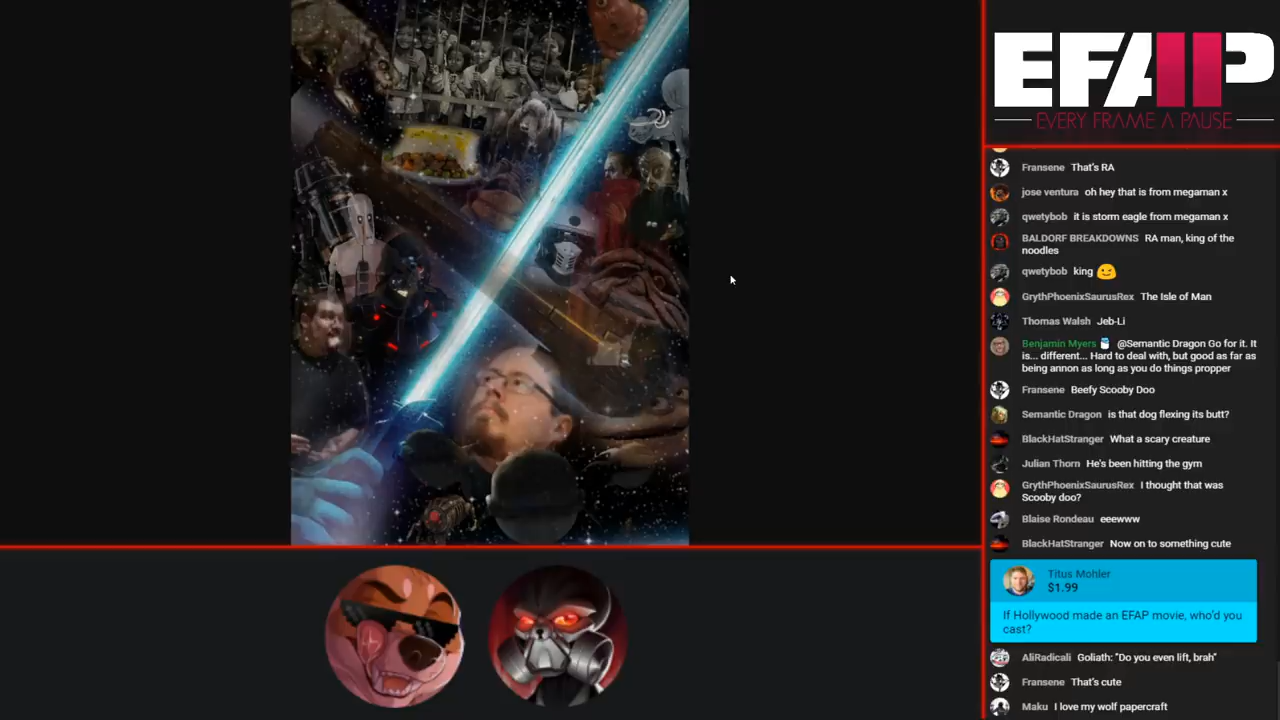 EFAP
EVERY FRAME A PAUSE
Fransene That's RA
jose ventura oh hey that is from megaman x
qwetybob it is storm eagle from megaman x
BALDORF BREAKDOWNS RA man, king of the
noodles
qwetybob king
GrythPhoenixSaurusRex The Isle of Man
Thomas Walsh Jeb-Li
Benjamin Myers @Semantic Dragon Go for it. It
is... different... Hard to deal with, but good as far as
being annon as long as you do things propper
Fransene Beefy Scooby Doo
Semantic Dragon is that dog flexing its butt?
BlackHatStranger What a scary creature
Julian Thorn He's been hitting the gym
GrythPhoenixSaurusRex I thought that was
Scooby doo?
Blaise Rondeau eeewww
BlackHatStranger Now on to something cute
Titus Mohler
$1.99
If Hollywood made an EFAP movie, who'd you
cast?
AliRadicali Goliath: "Do you even lift, brah"
Fransene That's cute
Maku I love my wolf papercraft